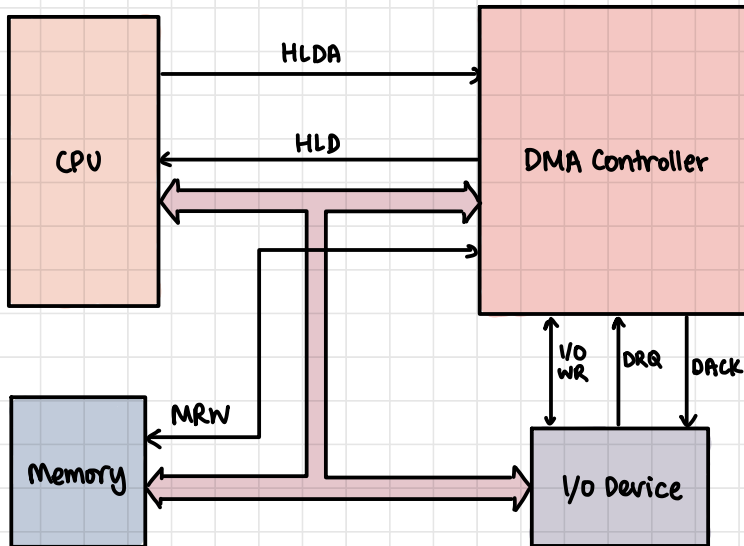 HLDA
HLD
CPU
DMA Controller
I/O
WR
DRQ
DACK
MRW
Memory
I/O Device